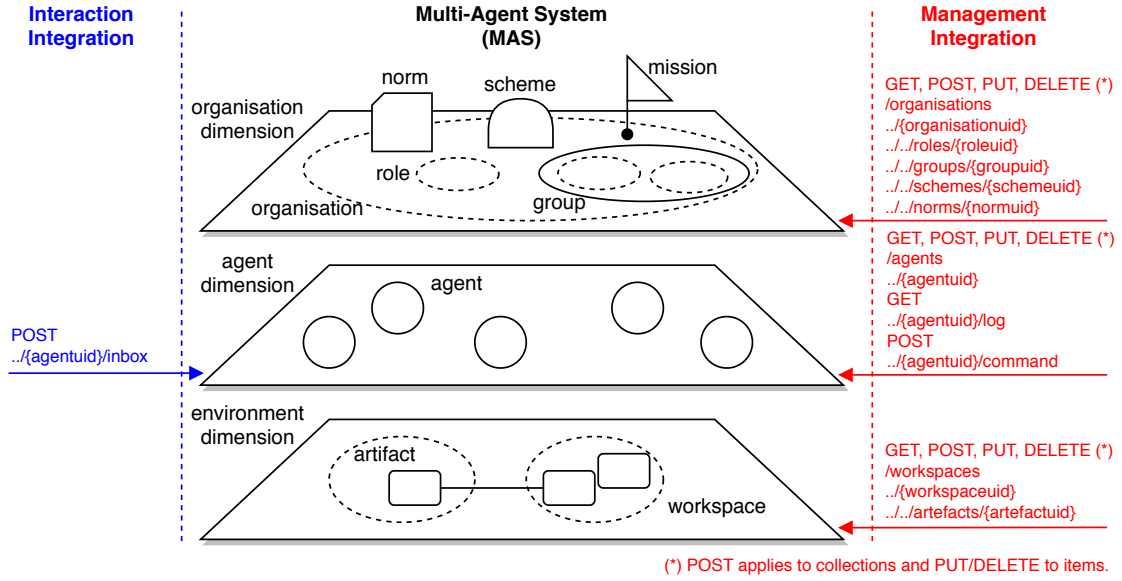 Interaction
Integration
Multi-Agent System
(MAS)
Management
Integration
norm
scheme
mission
organisation
dimension
role
organisation
group
GET, POST, PUT, DELETE (*)
/organisations
../{organisationuid}
../../roles/{roleuid}
../../groups/{groupuid}
../../schemes/{schemeuid}
../../norms/{normuid}
agent
dimension
agent
GET, POST, PUT, DELETE (*)
/agents
../{agentuid}
GET
../{agentuid}/log
POST
../{agentuid}/command
POST
../{agentuid}/inbox
environment
dimension
artifact
workspace
GET, POST, PUT, DELETE (*)
/workspaces
../{workspaceuid}
../../artefacts/{artefactuid}
(*) POST applies to collections and PUT/DELETE to items.